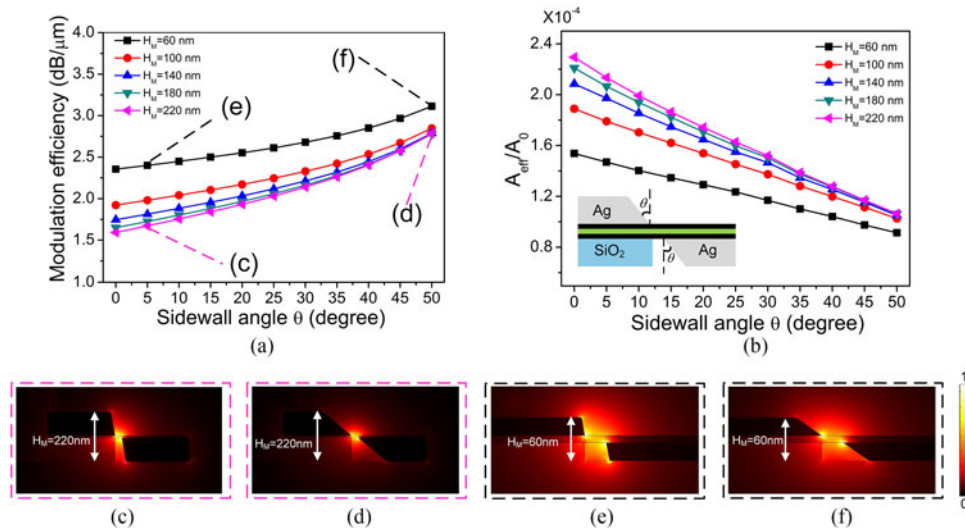 (a)
Modulation efficiency (dB/μm)
4.0
3.5
3.0
2.5
2.0
1.5
1.0
H_M=60 nm
H_M=100 nm
H_M=140 nm
H_M=180 nm
H_M=220 nm
(e)
(f)
(d)
(c)
0 5 10 15 20 25 30 35 40 45 50
Sidewall angle θ (degree)
(a)
(b)
X10⁻⁴
A_eff/A_0
2.4
2.0
1.6
1.2
0.8
H_M=60 nm
H_M=100 nm
H_M=140 nm
H_M=180 nm
H_M=220 nm
Ag
θ
SiO₂
θ
Ag
0 5 10 15 20 25 30 35 40 45 50
Sidewall angle θ (degree)
(b)
H_M=220nm
H_M=220nm
H_M=60nm
H_M=60nm
1
0
(c) (d) (e) (f)